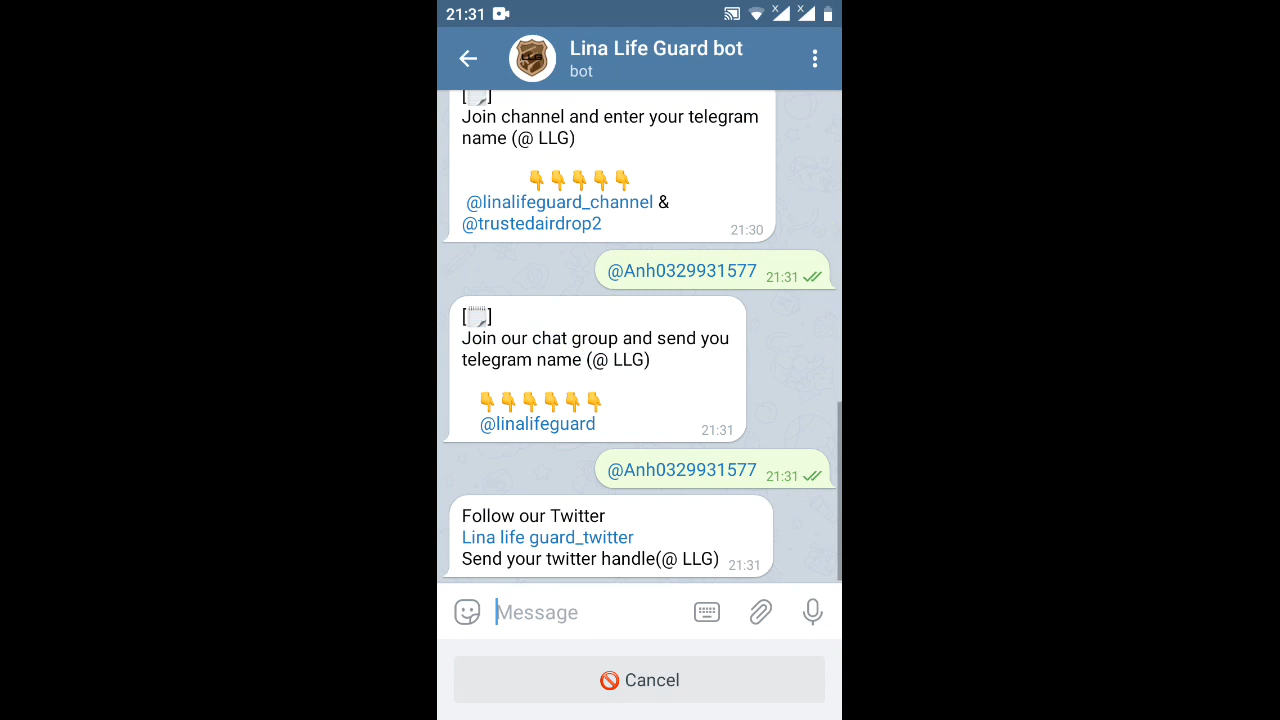 21:31
Lina Life Guard bot
bot
[🗒]
Join channel and enter your telegram
name (@ LLG)
👇👇👇👇👇
@linalifeguard_channel &
@trustedairdrop2
21:30
@Anh0329931577 21:31
[🗒]
Join our chat group and send you
telegram name (@ LLG)
👇👇👇👇👇👇
@linalifeguard
21:31
@Anh0329931577 21:31
Follow our Twitter
Lina life guard_twitter
Send your twitter handle(@ LLG) 21:31
Message
🚫 Cancel